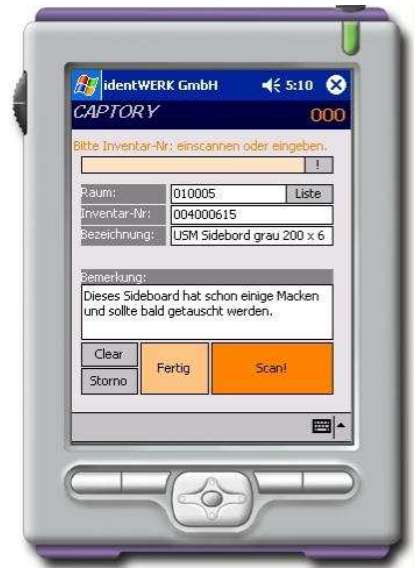 identWERK GmbH 5:10
CAPTORY 000
Bitte Inventar-Nr: einscannen oder eingeben.
!
Raum: 010005 Liste
Inventar-Nr: 004000615
Bezeichnung: USM Sidebord grau 200 x 6
Bemerkung:
Dieses Sideboard hat schon einige Macken
und sollte bald getauscht werden.
Clear
Storno
Fertig
Scan!